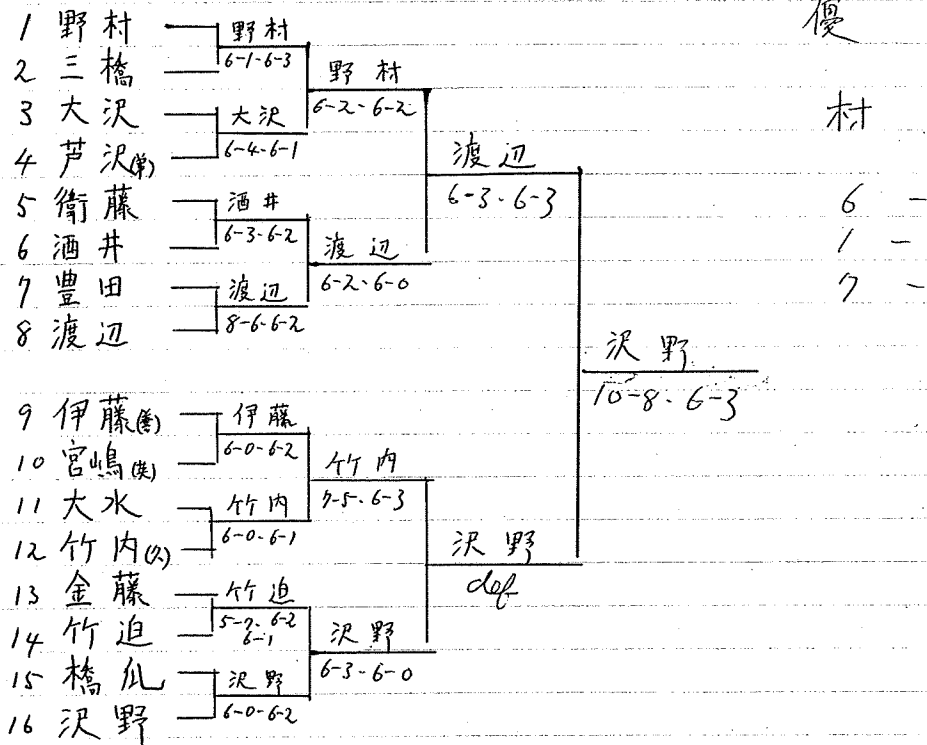 1 野村
2 三橋
3 大沢
4 芦沢
5 衛藤
6 酒井
7 豊田
8 渡辺
9 伊藤
10 宮嶋(英)
11 大水
12 竹内(久)
13 金藤
14 竹迫
15 橋爪
16 沢野
野村
6-1-6-3
大沢
6-4-6-1
酒井
6-3-6-2
渡辺
8-6-6-2
伊藤
6-0-6-2
竹内
6-0-6-1
竹迫
5-7. 6-2
6-1
沢野
6-0-6-2
野村
6-2・6-2
渡辺
6-2・6-0
竹内
7-5・6-3
沢野
6-3-6-0
渡辺
6-3・6-3
沢野
def
沢野
10-8・6-3
優
村
6 -
1 -
7 -